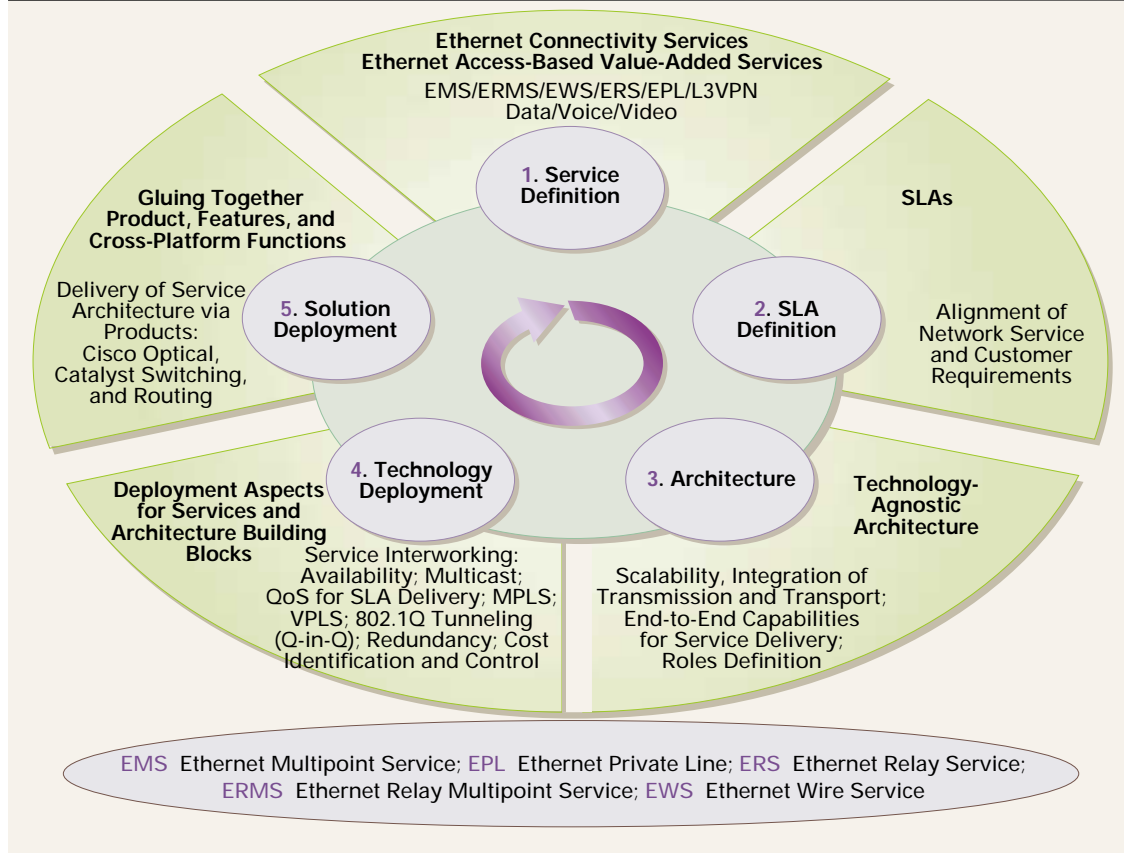 Ethernet Connectivity Services
Ethernet Access-Based Value-Added Services
EMS/ERMS/EWS/ERS/EPL/L3VPN
Data/Voice/Video
1. Service
Definition
SLAs
Alignment of
Network Service
and Customer
Requirements
2. SLA
Definition
Technology-
Agnostic
Architecture
Scalability, Integration of
Transmission and Transport;
End-to-End Capabilities
for Service Delivery;
Roles Definition
3. Architecture
4. Technology
Deployment
Deployment Aspects
for Services and
Architecture Building
Blocks
Service Interworking:
Availability; Multicast;
QoS for SLA Delivery; MPLS;
VPLS; 802.1Q Tunneling
(Q-in-Q); Redundancy; Cost
Identification and Control
Gluing Together
Product, Features, and
Cross-Platform Functions
Delivery of Service
Architecture via
Products:
Cisco Optical,
Catalyst Switching,
and Routing
5. Solution
Deployment
EMS Ethernet Multipoint Service; EPL Ethernet Private Line; ERS Ethernet Relay Service;
ERMS Ethernet Relay Multipoint Service; EWS Ethernet Wire Service